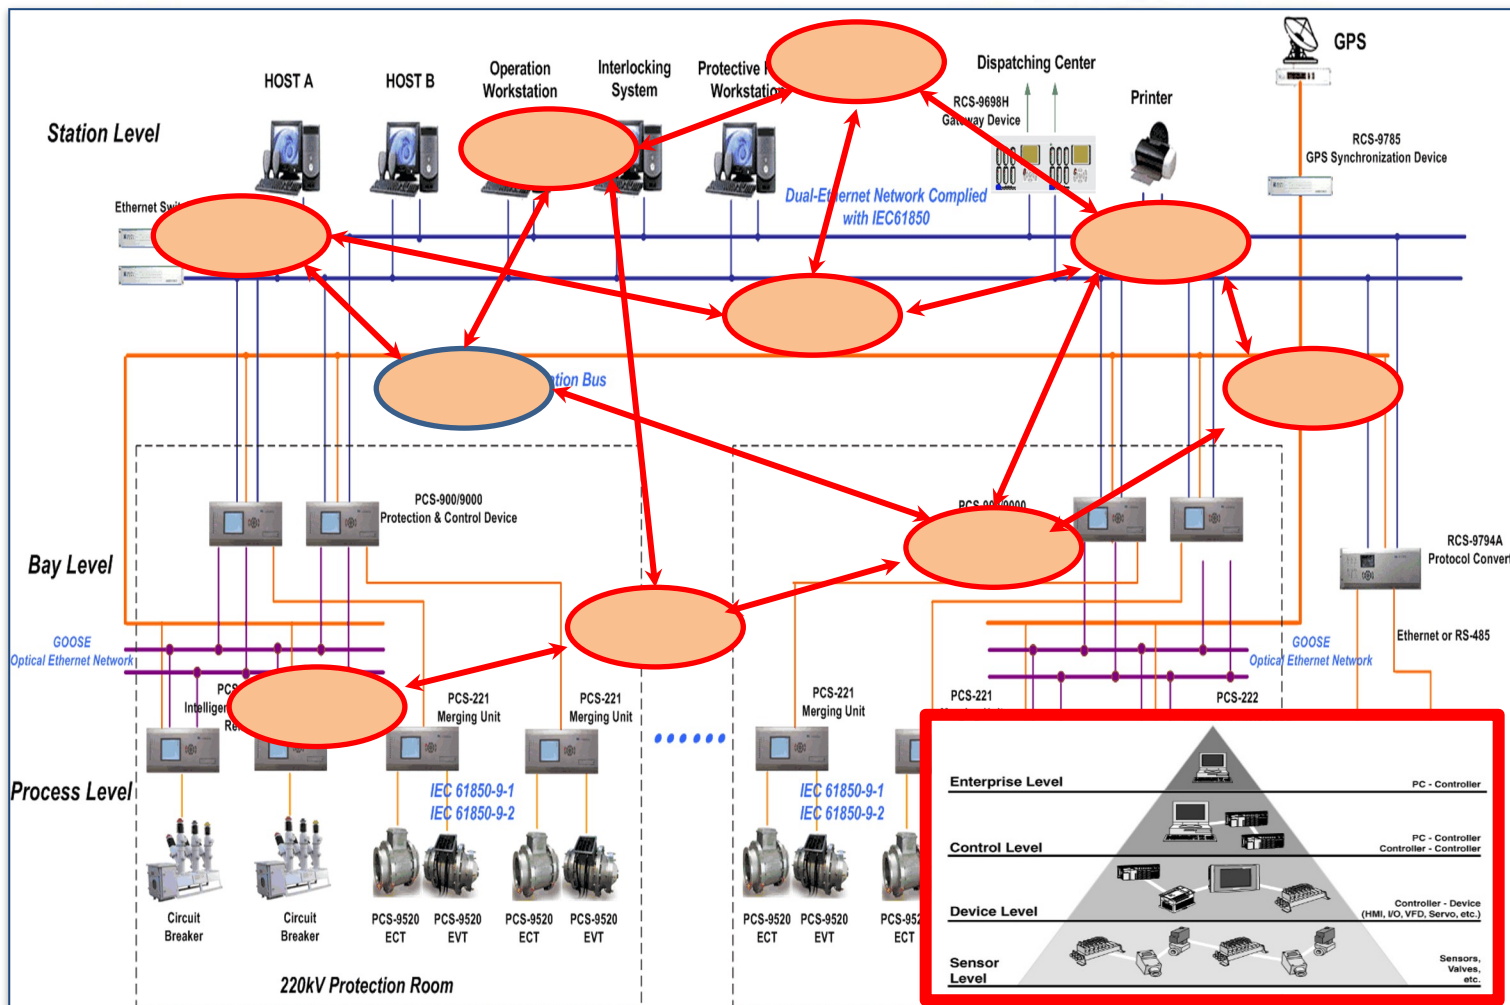 GPS
HOST A
HOST B
Operation
Workstation
Interlocking
System
Protective
Workstation
Dispatching Center
RCS-9698H
Gateway Device
Printer
Station Level
RCS-9785
GPS Synchronization Device
Ethernet
Dual-Ethernet Network Complied
with IEC61850
Bus
PCS-900/9000
Protection & Control Device
Bay Level
RCS-9794A
Protocol
GOOSE
Optical Ethernet Network
Ethernet or RS-485
GOOSE
Optical Ethernet Network
PCS-221
Merging Unit
PCS-221
Merging Unit
PCS-221
Merging Unit
PCS-221
PCS-222
Process Level
IEC 61850-9-1
IEC 61850-9-2
IEC 61850-9-1
IEC 61850-9-2
Circuit
Breaker
Circuit
Breaker
PCS-9520
ECT
PCS-9520
EVT
PCS-9520
ECT
PCS-9520
EVT
PCS-9520
ECT
PCS-9520
EVT
220kV Protection Room
Enterprise Level
PC - Controller
Control Level
PC - Controller
Controller - Controller
Device Level
Controller - Device
(HMI, I/O, VFD, Servo, etc.)
Sensor
Level
Sensors,
Valves,
etc.